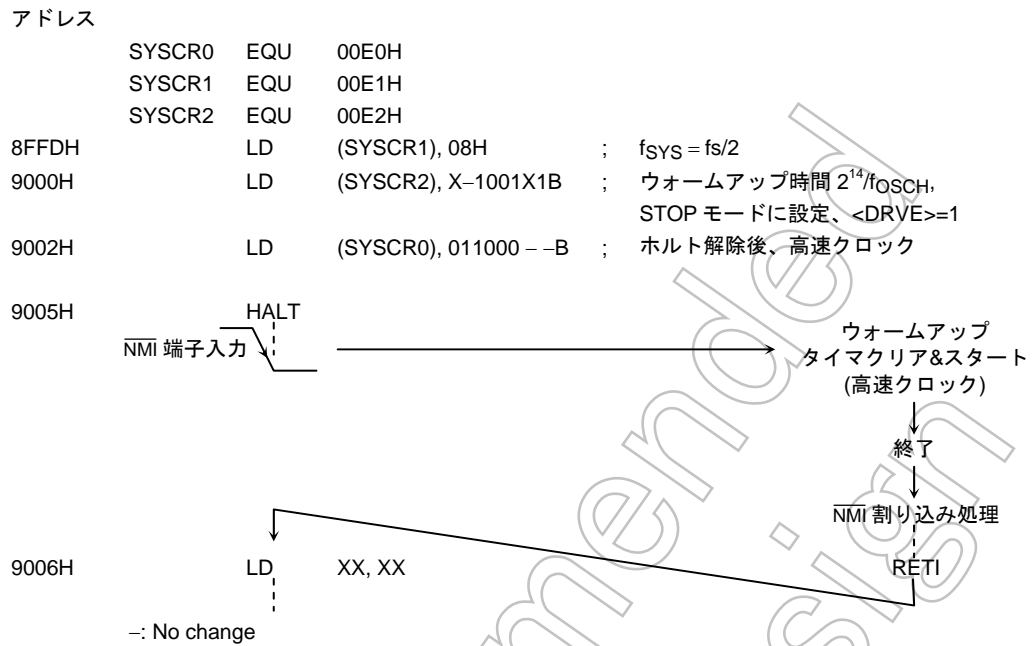 アドレス
SYSCR0 EQU 00E0H
SYSCR1 EQU 00E1H
SYSCR2 EQU 00E2H
8FFDH LD (SYSCR1), 08H ; fSYS = fs/2
9000H LD (SYSCR2), X−1001X1B ; ウォームアップ時間 2^14/fOSCH,
STOP モードに設定、<DRVE>=1
9002H LD (SYSCR0), 011000 − −B ; ホルト解除後、高速クロック
9005H HALT
NMI 端子入力
ウォームアップ
タイマクリア&スタート
(高速クロック)
終了
NMI 割り込み処理
9006H LD XX, XX RETI
−: No change
mended
sign